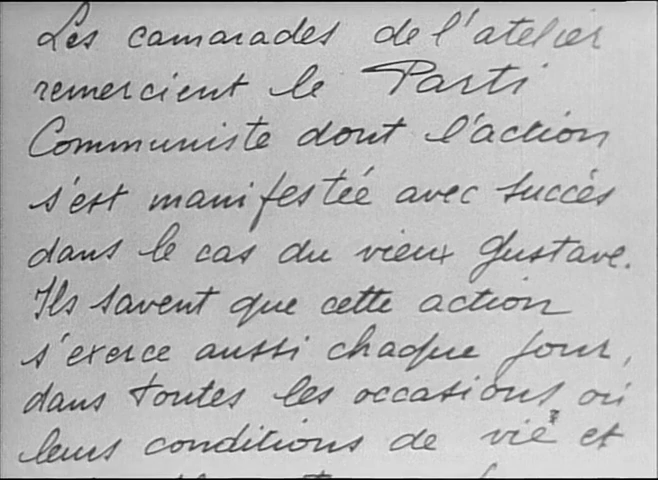 Les camarades de l'atelier
remercient le Parti
Communiste dont l'action
s'est manifestée avec succès
dans le cas du vieux Gustave.
Ils savent que cette action
s'exerce aussi chaque jour,
dans toutes les occasions où
leurs conditions de vie et